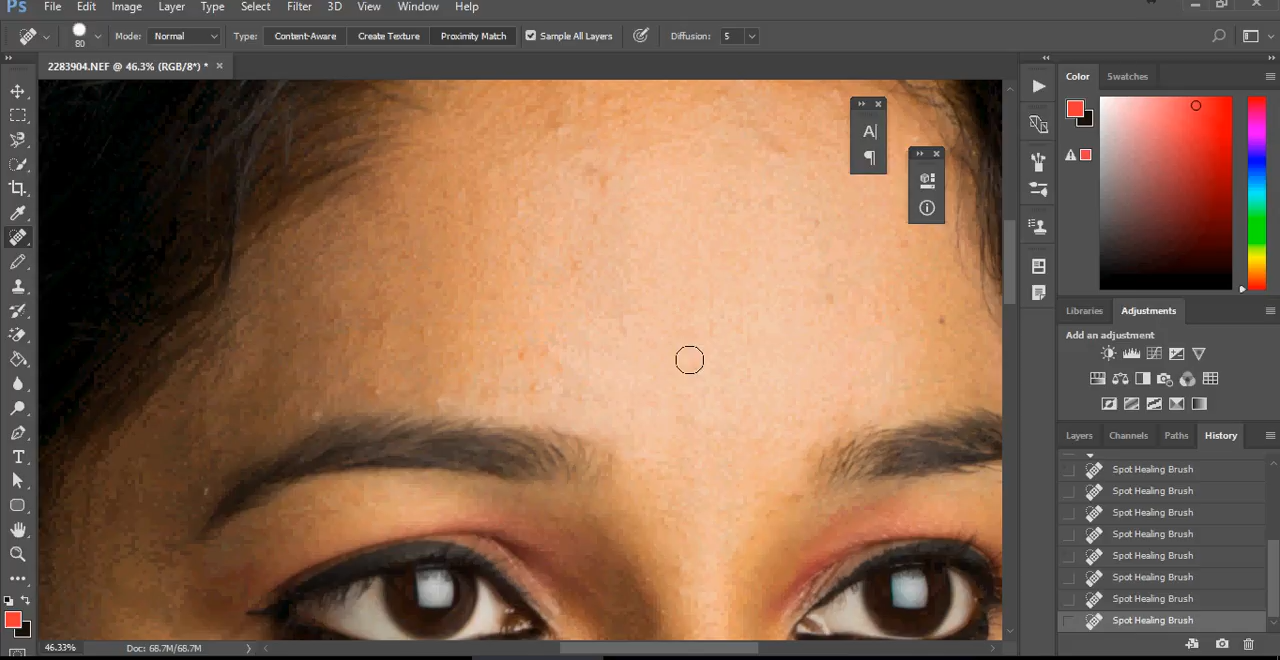 Ps File Edit Image Layer Type Select Filter 3D View Window Help
80 Mode: Normal Type: Content-Aware Create Texture Proximity Match Sample All Layers Diffusion: 5
2283904.NEF @ 46.3% (RGB/8*) *
Color Swatches
Libraries Adjustments
Add an adjustment
Layers Channels Paths History
Spot Healing Brush
Spot Healing Brush
Spot Healing Brush
Spot Healing Brush
Spot Healing Brush
Spot Healing Brush
Spot Healing Brush
Spot Healing Brush
46.33% Doc: 68.7M/68.7M